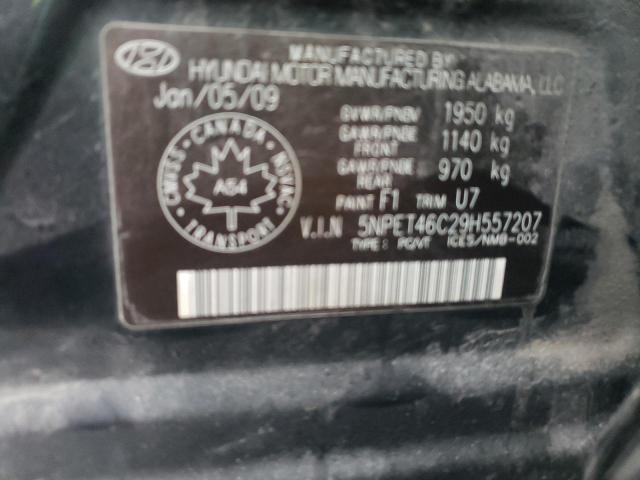 MANUFACTURED BY
HYUNDAI MOTOR MANUFACTURING ALABAMA, LLC
Jan/05/09
GVWR/PNBV 1950 kg
GAWR/PNBE FRONT 1140 kg
GAWR/PNBE REAR 970 kg
CANADA
CMVSS · NSVAC
A54
TRANSPORT
PAINT F1 TRIM U7
V.I.N 5NPET46C29H557207
TYPE: PC/VT ICES/NMB-002